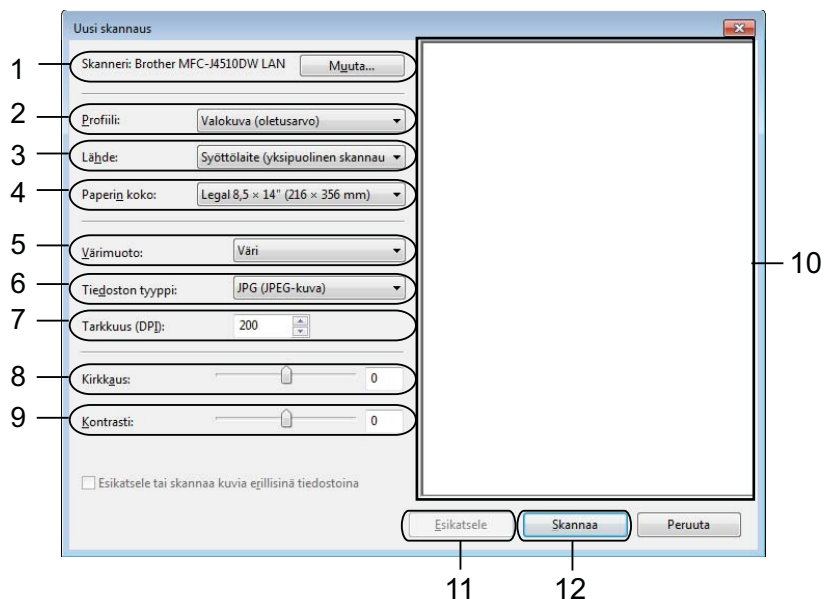 Uusi skannaus
1 Skanneri: Brother MFC-J4510DW LAN Muuta...
2 Profiili: Valokuva (oletusarvo)
3 Lähde: Syöttölaite (yksipuolinen skannau
4 Paperin koko: Legal 8,5 × 14" (216 × 356 mm)
5 Värimuoto: Väri
10
6 Tiedoston tyyppi: JPG (JPEG-kuva)
7 Tarkkuus (DPI): 200
8 Kirkkaus: 0
9 Kontrasti: 0
Esikatsele tai skannaa kuvia erillisinä tiedostoina
Esikatsele Skannaa Peruuta
11 12